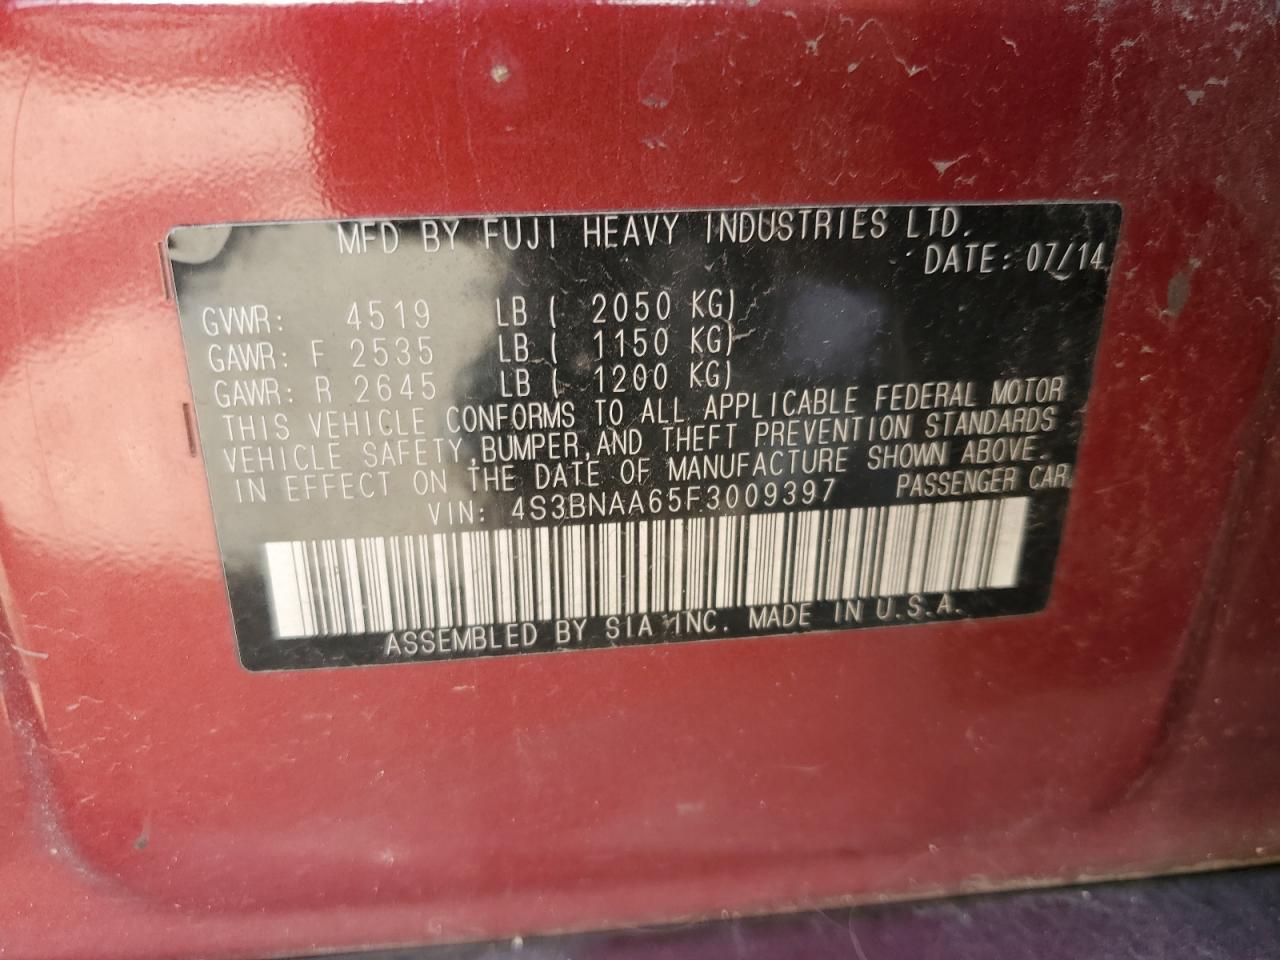 MFD BY FUJI HEAVY INDUSTRIES LTD.
DATE: 07/14
GVWR: 4519 LB ( 2050 KG)
GAWR: F 2535 LB ( 1150 KG)
GAWR: R 2645 LB ( 1200 KG)
THIS VEHICLE CONFORMS TO ALL APPLICABLE FEDERAL MOTOR
VEHICLE SAFETY,BUMPER,AND THEFT PREVENTION STANDARDS
IN EFFECT ON THE DATE OF MANUFACTURE SHOWN ABOVE.
VIN: 4S3BNAA65F3009397 PASSENGER CAR
ASSEMBLED BY SIA INC. MADE IN U.S.A.